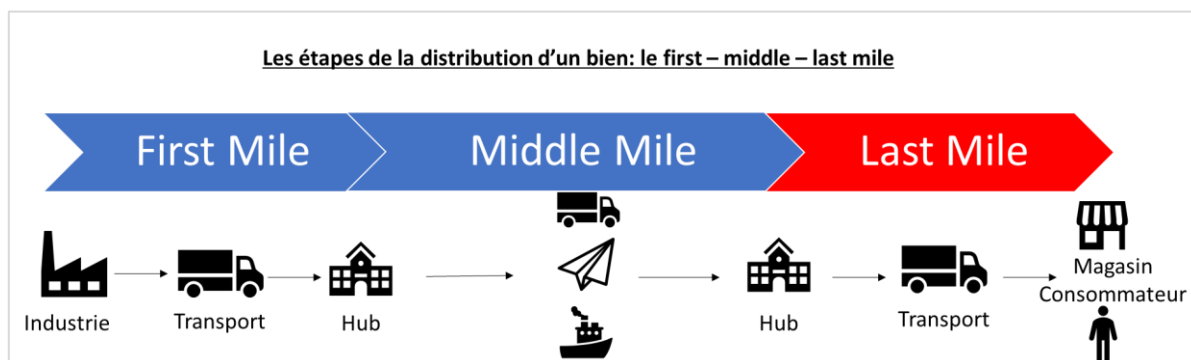 Les étapes de la distribution d’un bien: le first – middle – last mile
First Mile
Middle Mile
Last Mile
Industrie
Transport
Hub
Hub
Transport
Magasin
Consommateur